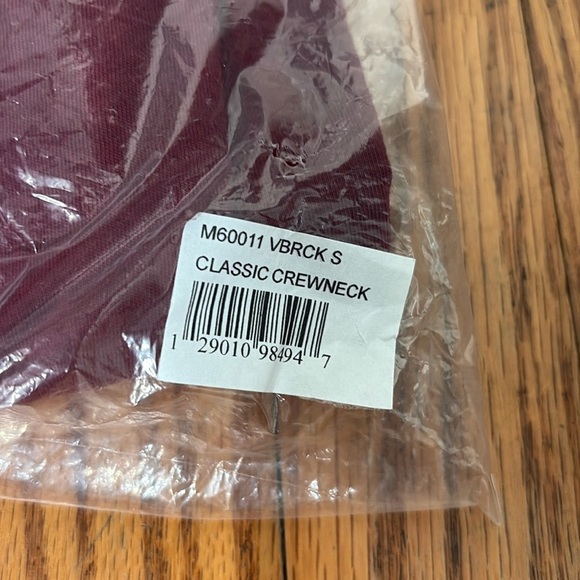 M60011 VBRCK S
CLASSIC CREWNECK
1 29010 98494 7